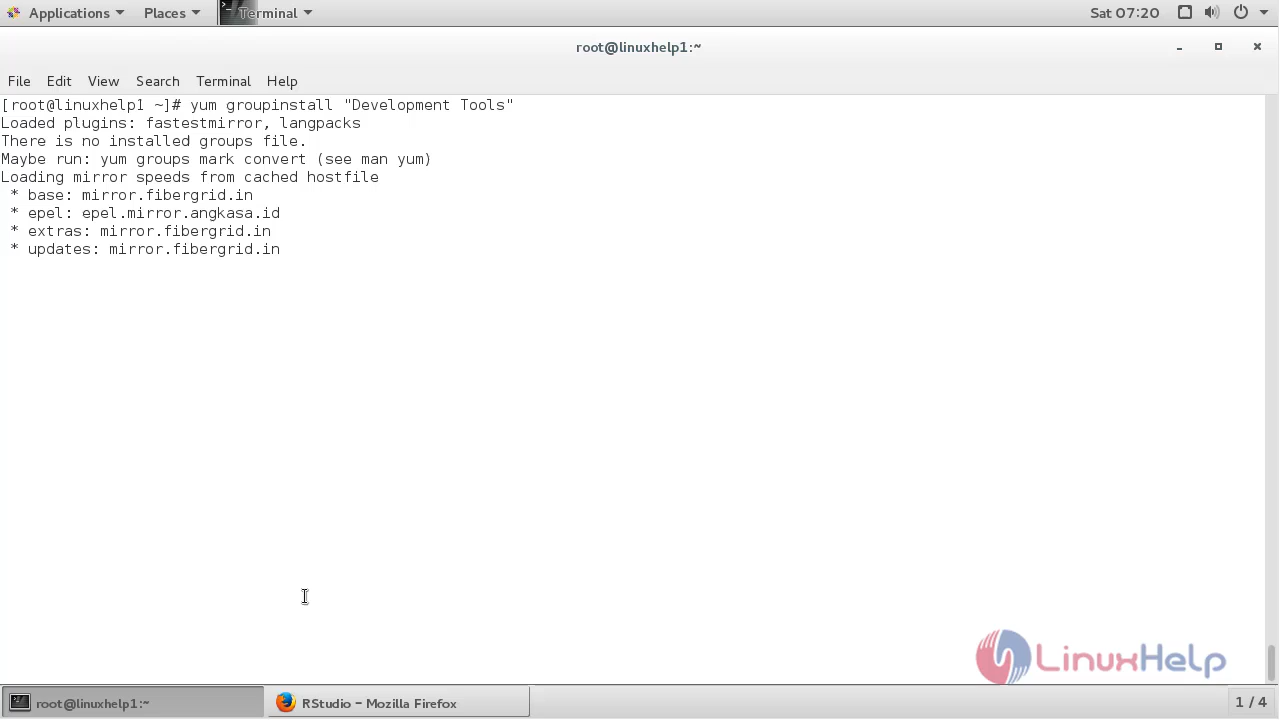 Applications Places Terminal Sat 07:20
root@linuxhelp1:~
File Edit View Search Terminal Help
[root@linuxhelp1 ~]# yum groupinstall "Development Tools"
Loaded plugins: fastestmirror, langpacks
There is no installed groups file.
Maybe run: yum groups mark convert (see man yum)
Loading mirror speeds from cached hostfile
 * base: mirror.fibergrid.in
 * epel: epel.mirror.angkasa.id
 * extras: mirror.fibergrid.in
 * updates: mirror.fibergrid.in
LinuxHelp
root@linuxhelp1:~ RStudio - Mozilla Firefox 1 / 4